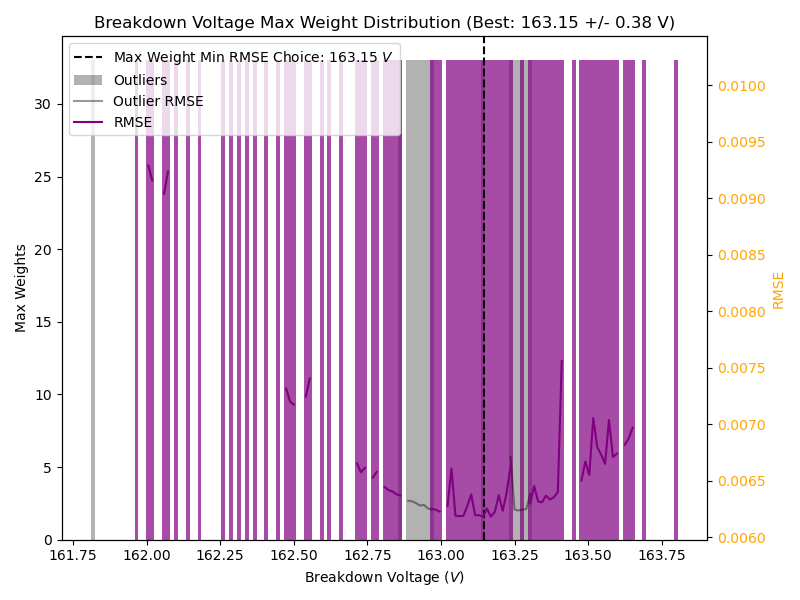 Breakdown Voltage Max Weight Distribution (Best: 163.15 +/- 0.38 V)
Max Weight Min RMSE Choice: 163.15 V
Outliers
Outlier RMSE
RMSE
30
25
20
15
10
5
0
Max Weights
0.0100
0.0095
0.0090
0.0085
0.0080
0.0075
0.0070
0.0065
0.0060
RMSE
161.75 162.00 162.25 162.50 162.75 163.00 163.25 163.50 163.75
Breakdown Voltage (V)